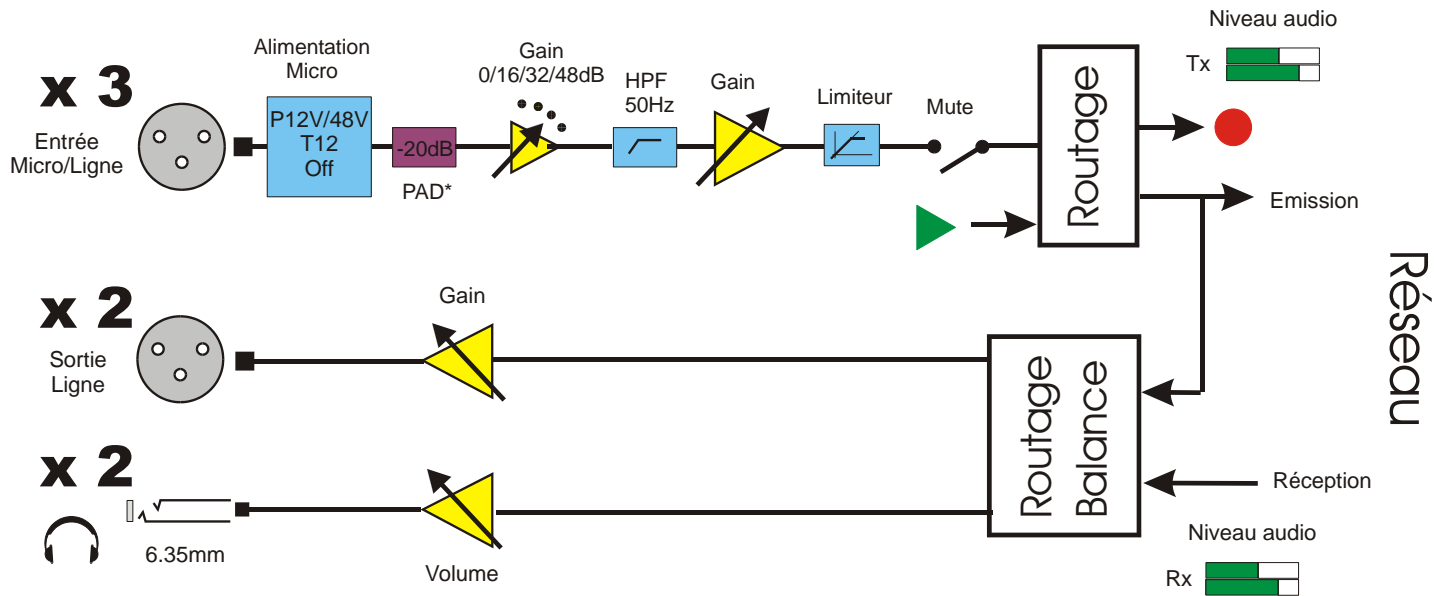 x 3
Entrée
Micro/Ligne
Alimentation
Micro
P12V/48V
T12
Off
-20dB
PAD*
Gain
0/16/32/48dB
HPF
50Hz
Gain
Limiteur
Mute
Routage
Niveau audio
Tx
Emission
Réseau
x 2
Sortie
Ligne
Gain
Routage
Balance
x 2
6.35mm
Volume
Réception
Niveau audio
Rx